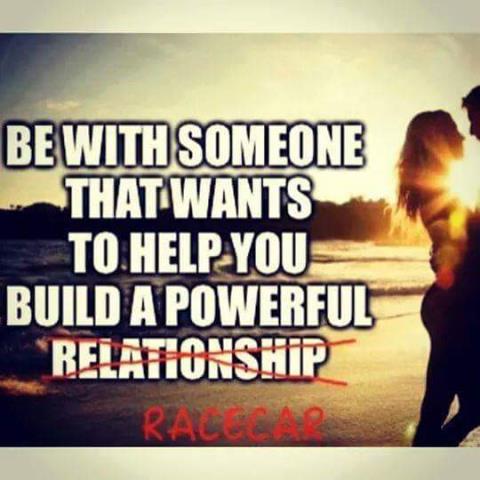 BE WITH SOMEONE
THAT WANTS
TO HELP YOU
BUILD A POWERFUL
RELATIONSHIP
RACECAR